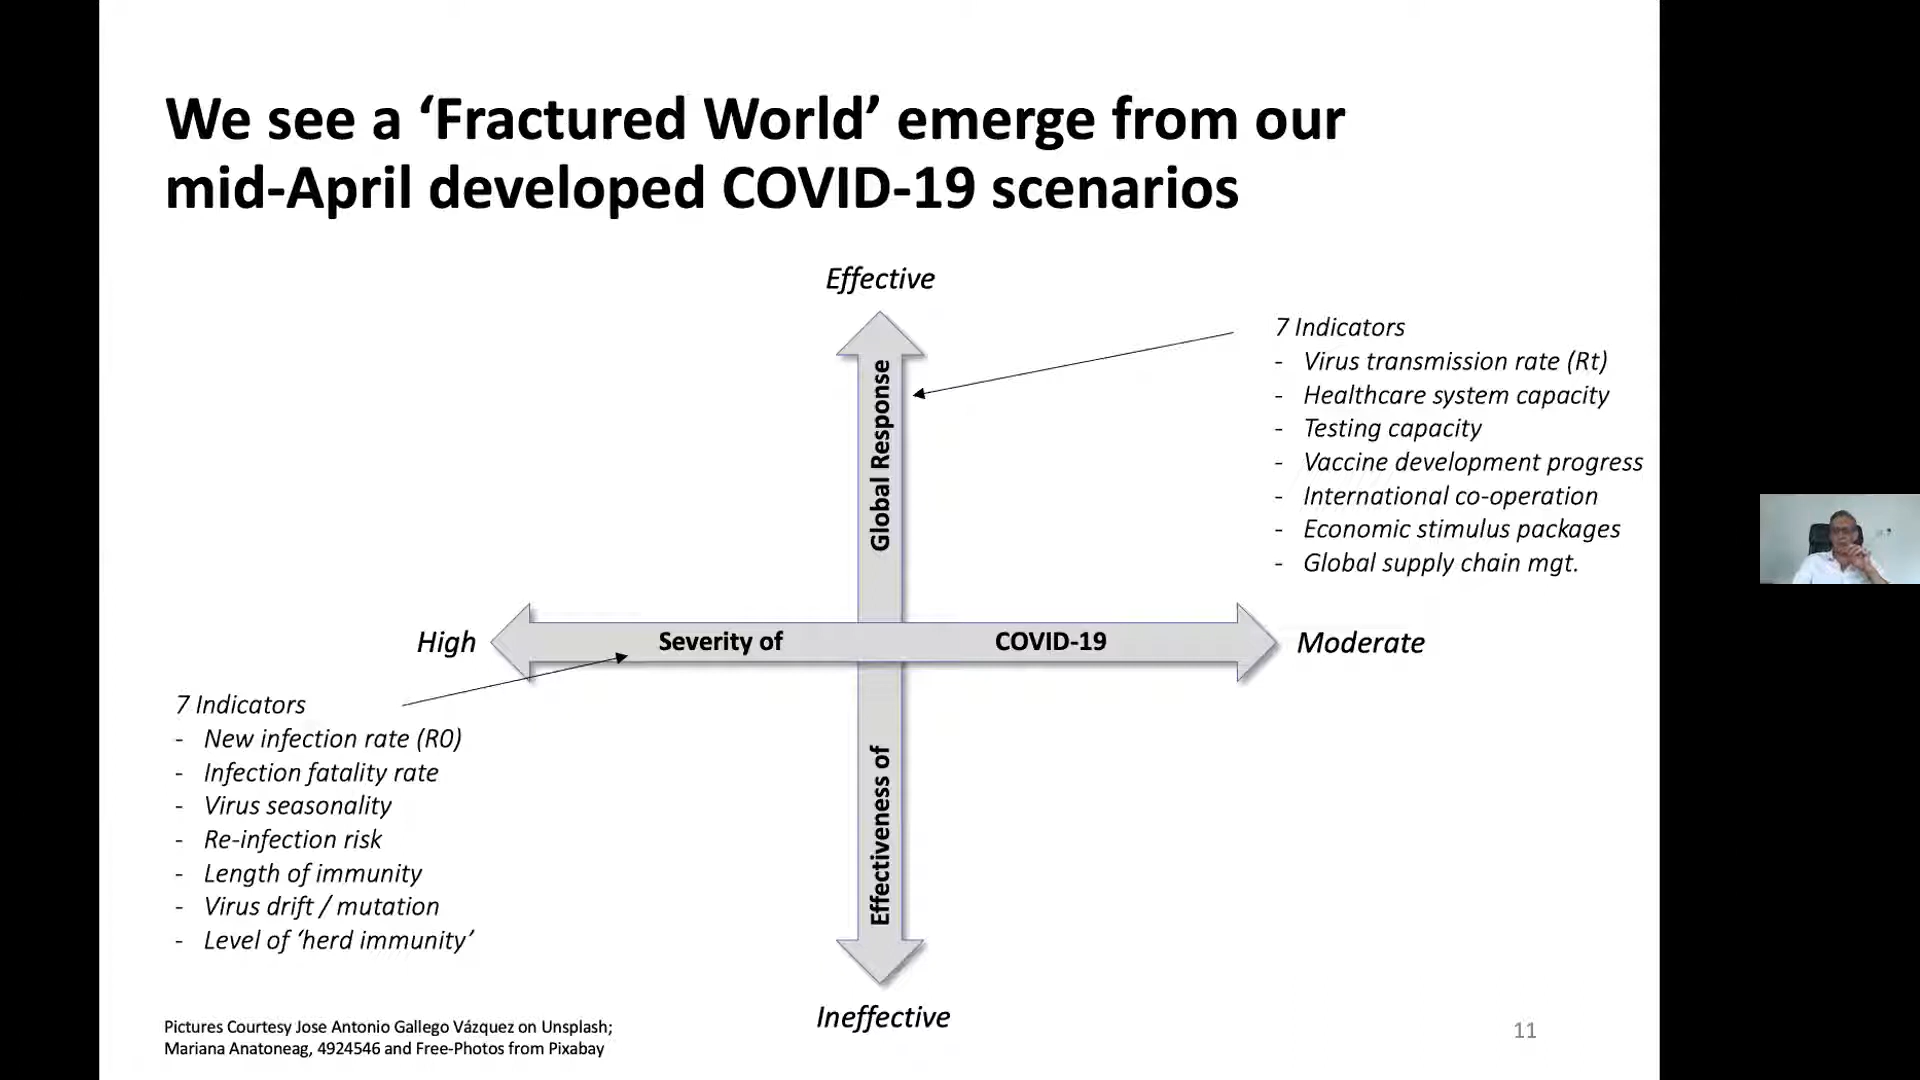 We see a ‘Fractured World’ emerge from our
mid-April developed COVID-19 scenarios
Effective
7 Indicators
- Virus transmission rate (Rt)
- Healthcare system capacity
- Testing capacity
- Vaccine development progress
- International co-operation
- Economic stimulus packages
- Global supply chain mgt.
Global Response
High
Severity of
COVID-19
Moderate
7 Indicators
- New infection rate (R0)
- Infection fatality rate
- Virus seasonality
- Re-infection risk
- Length of immunity
- Virus drift / mutation
- Level of ‘herd immunity’
Effectiveness of
Ineffective
Pictures Courtesy Jose Antonio Gallego Vázquez on Unsplash;
Mariana Anatoneag, 4924546 and Free-Photos from Pixabay
11